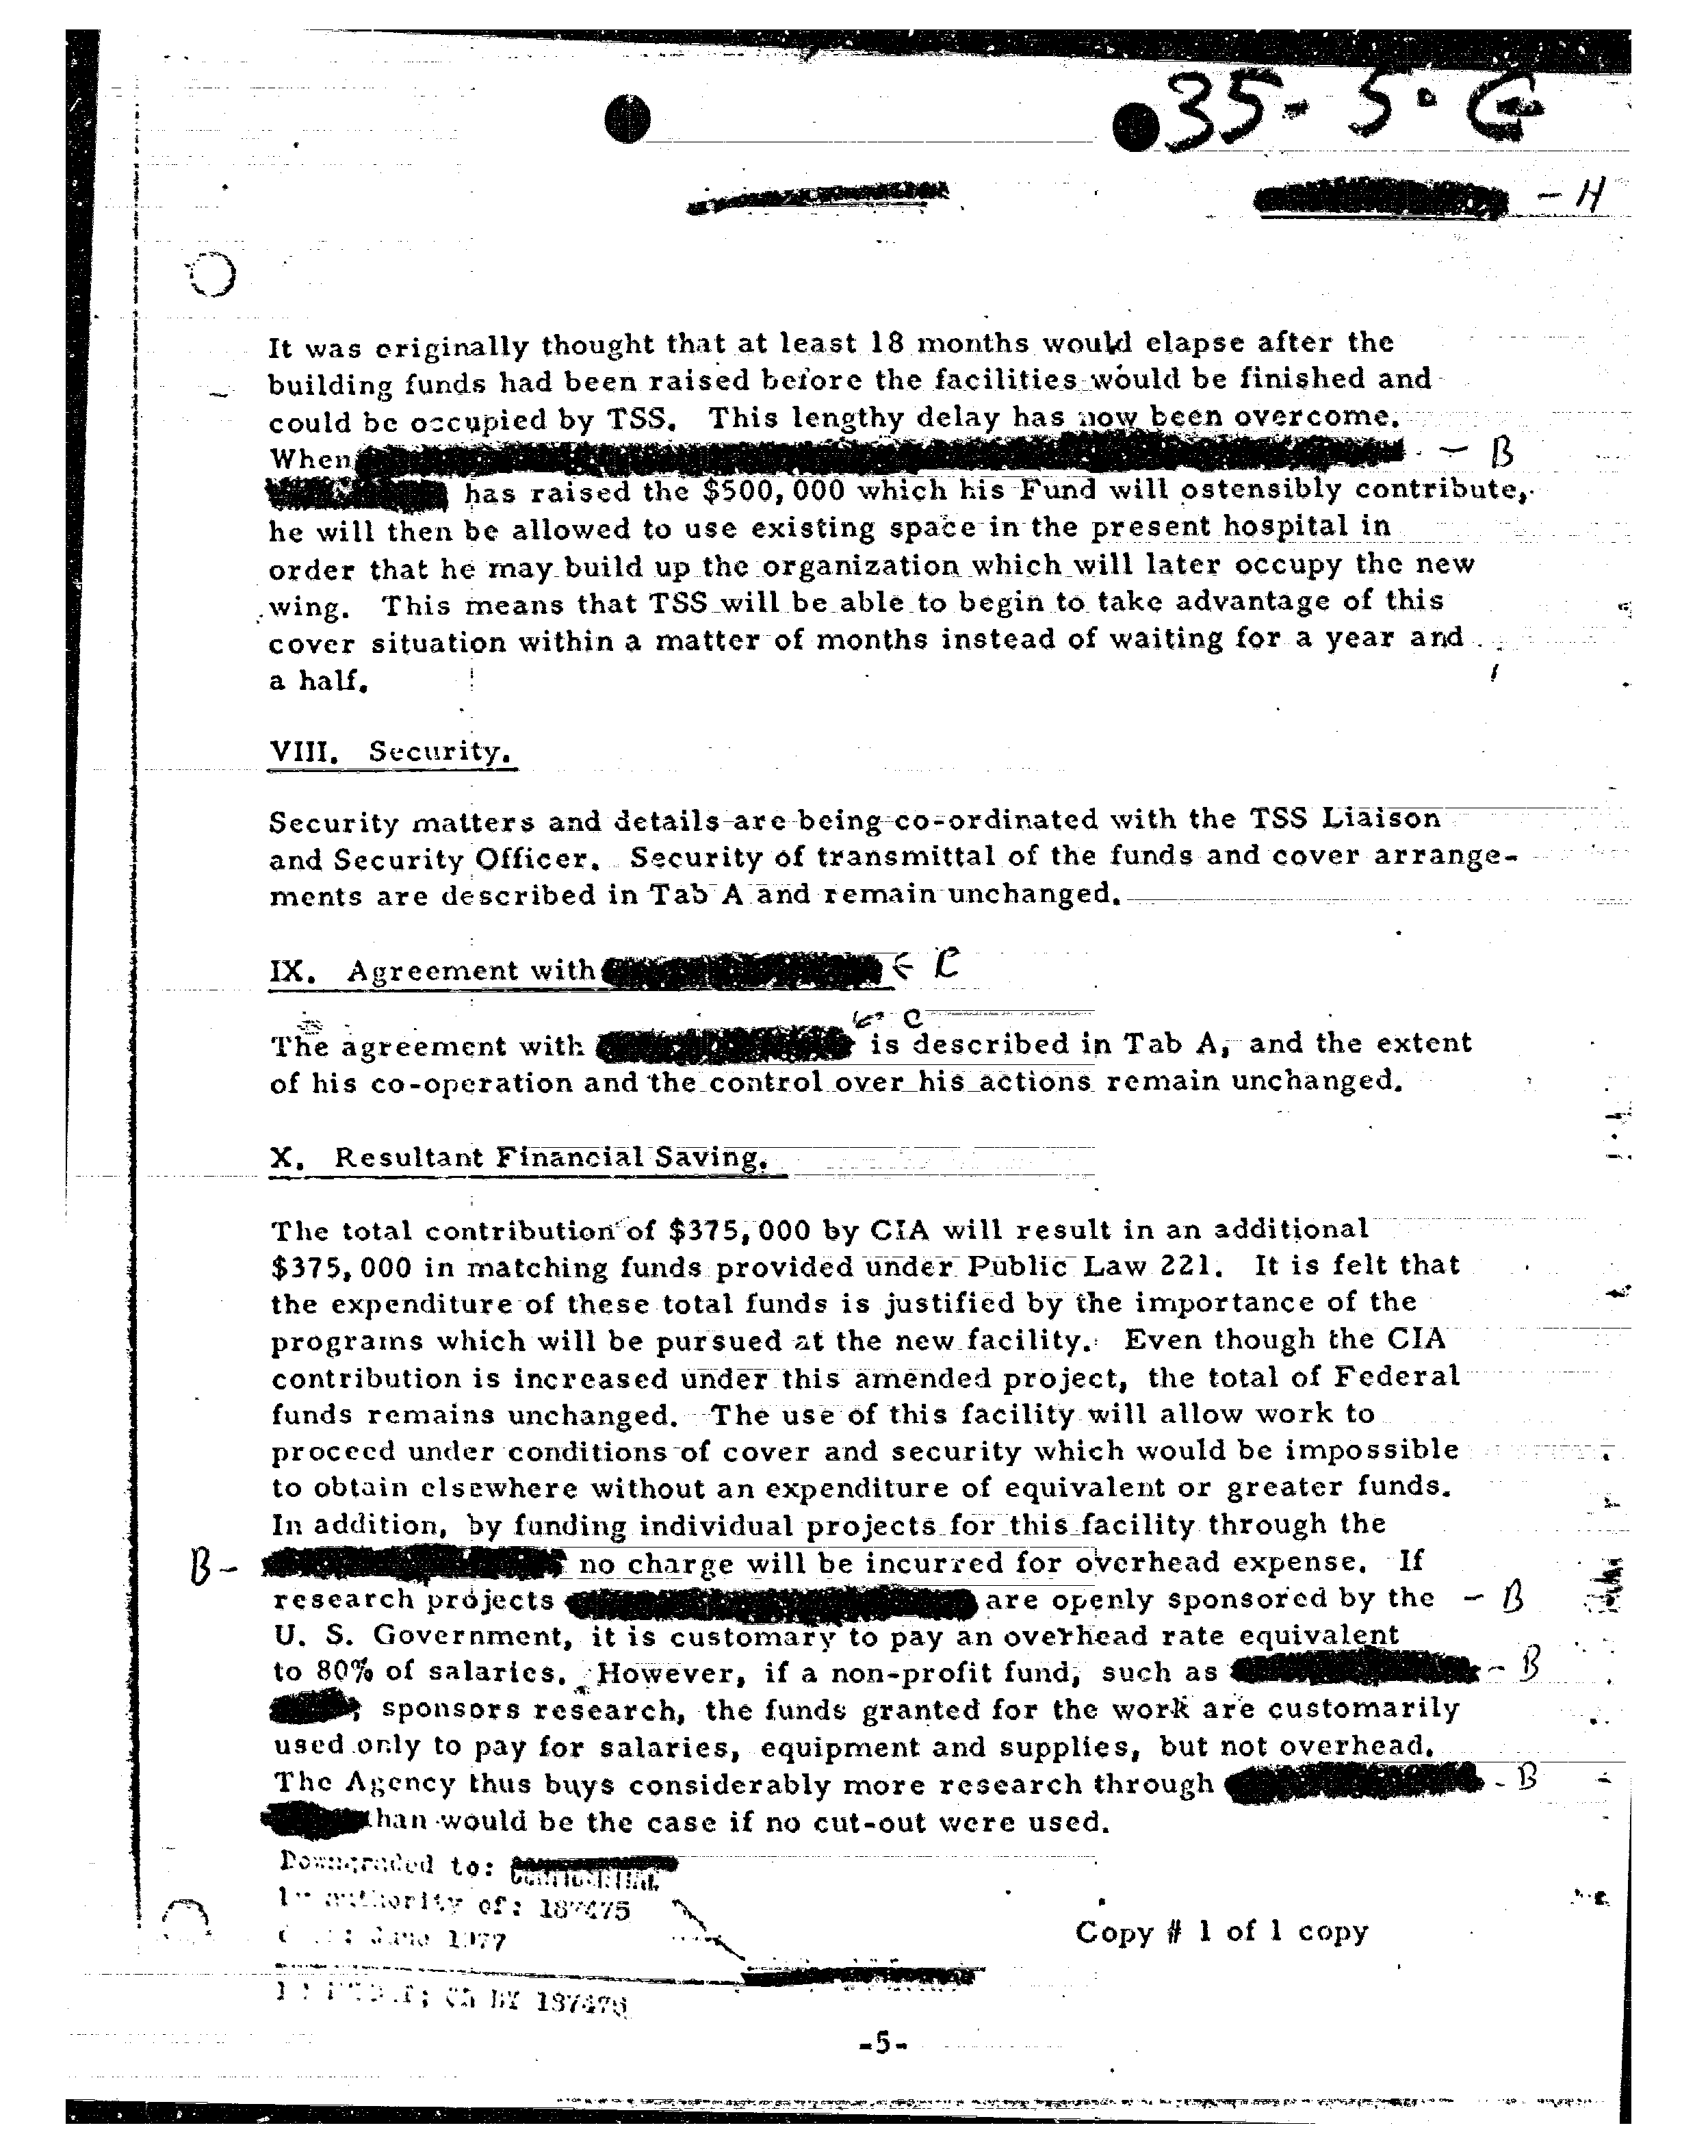 35-5-G
- H
It was originally thought that at least 18 months would elapse after the
building funds had been raised before the facilities would be finished and
could be occupied by TSS. This lengthy delay has now been overcome.
When - B
has raised the $500,000 which his Fund will ostensibly contribute,
he will then be allowed to use existing space in the present hospital in
order that he may build up the organization which will later occupy the new
wing. This means that TSS will be able to begin to take advantage of this
cover situation within a matter of months instead of waiting for a year and
a half.
VIII. Security.
Security matters and details are being co-ordinated with the TSS Liaison
and Security Officer. Security of transmittal of the funds and cover arrange-
ments are described in Tab A and remain unchanged.
IX. Agreement with ← C
← C
The agreement with is described in Tab A, and the extent
of his co-operation and the control over his actions remain unchanged.
X. Resultant Financial Saving.
The total contribution of $375,000 by CIA will result in an additional
$375,000 in matching funds provided under Public Law 221. It is felt that
the expenditure of these total funds is justified by the importance of the
programs which will be pursued at the new facility. Even though the CIA
contribution is increased under this amended project, the total of Federal
funds remains unchanged. The use of this facility will allow work to
proceed under conditions of cover and security which would be impossible
to obtain elsewhere without an expenditure of equivalent or greater funds.
In addition, by funding individual projects for this facility through the
B - no charge will be incurred for overhead expense. If
research projects are openly sponsored by the - B
U. S. Government, it is customary to pay an overhead rate equivalent
to 80% of salaries. However, if a non-profit fund, such as - B
, sponsors research, the funds granted for the work are customarily
used only to pay for salaries, equipment and supplies, but not overhead.
The Agency thus buys considerably more research through - B
than would be the case if no cut-out were used.
Downgraded to:
authority of: 187475
June 1977
Copy # 1 of 1 copy
BY 187475
-5-